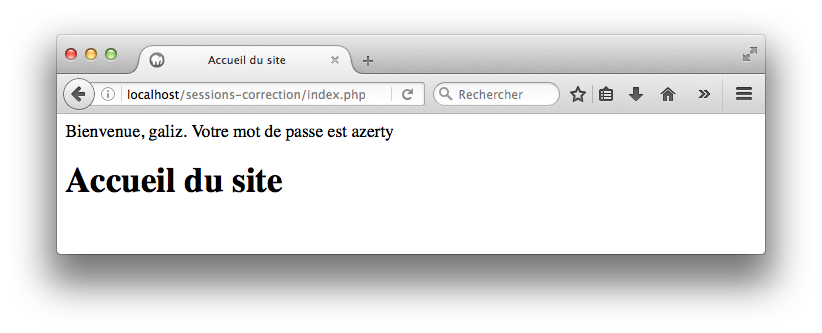 Accueil du site
localhost/sessions-correction/index.php
Rechercher
Bienvenue, galiz. Votre mot de passe est azerty
Accueil du site